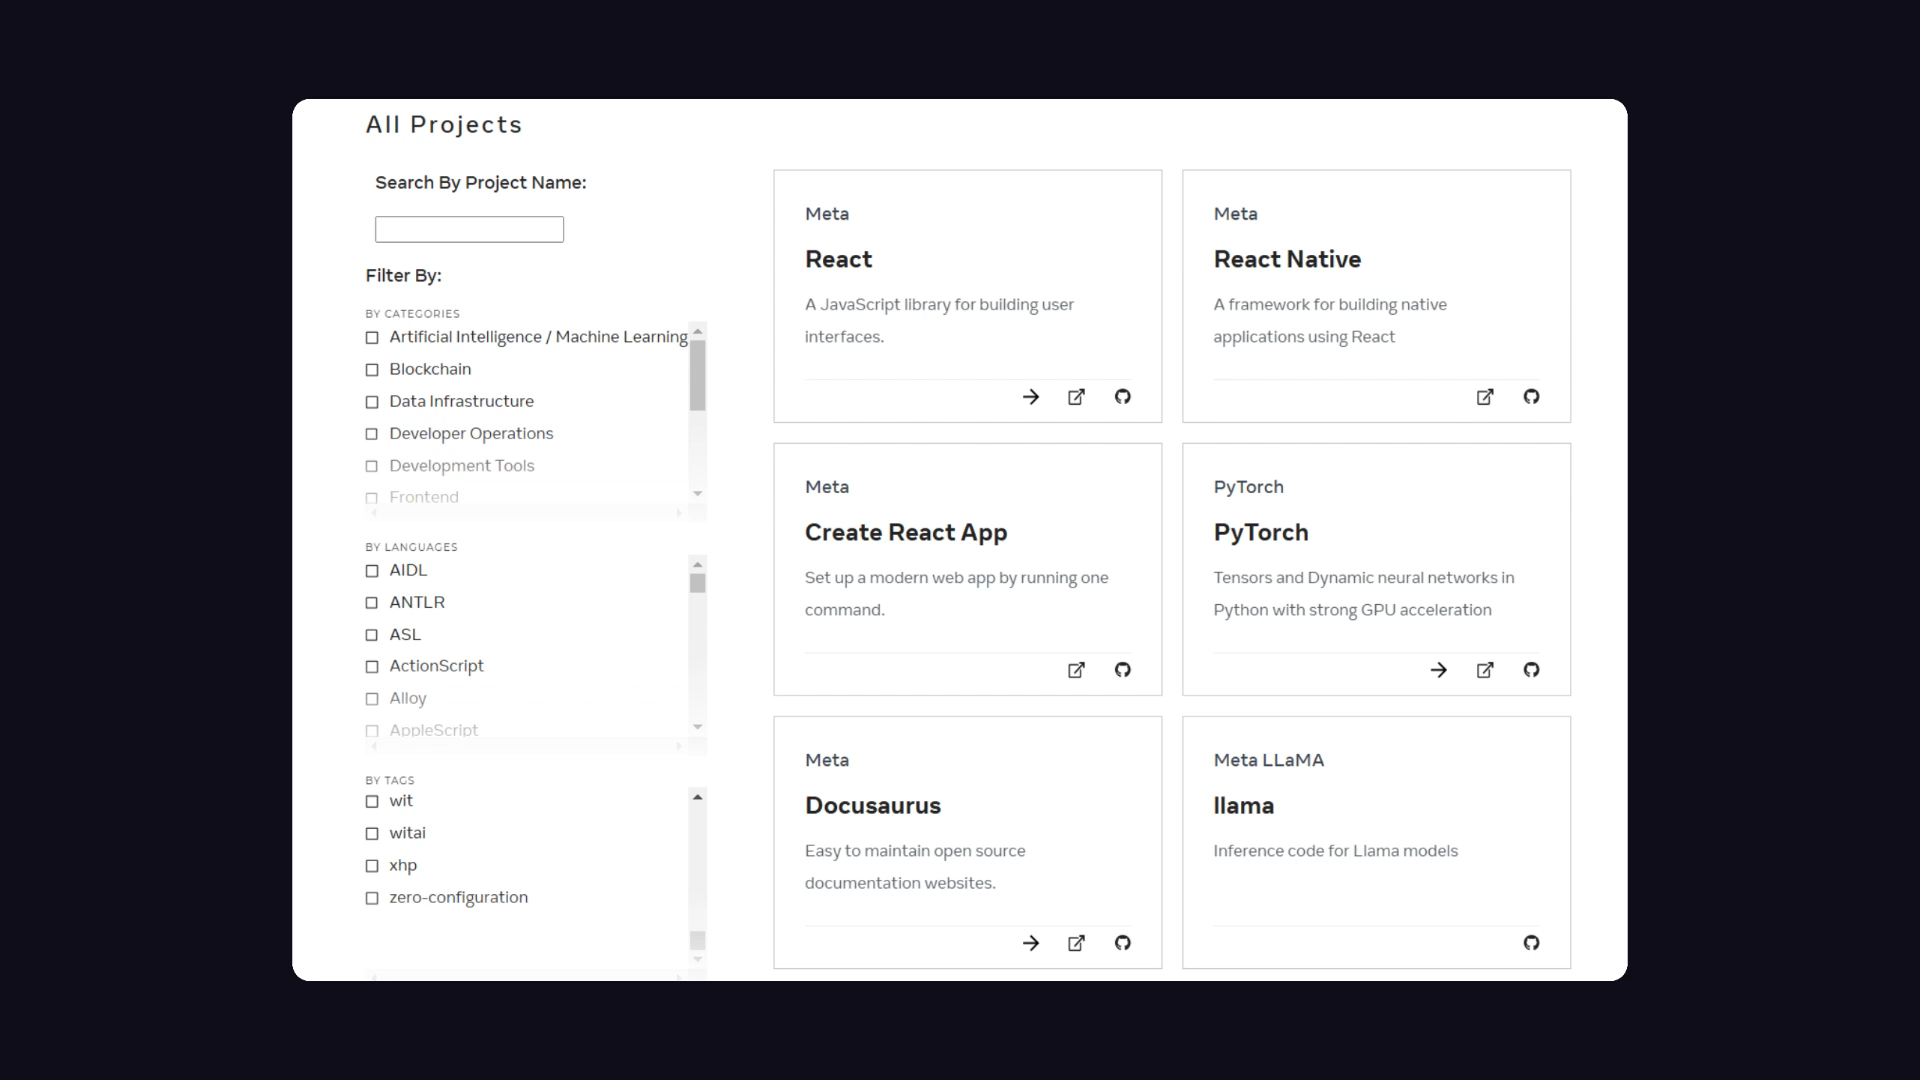 All Projects
Search By Project Name:
Filter By:
BY CATEGORIES
Artificial Intelligence / Machine Learning
Blockchain
Data Infrastructure
Developer Operations
Development Tools
Frontend
BY LANGUAGES
AIDL
ANTLR
ASL
ActionScript
Alloy
AppleScript
BY TAGS
wit
witai
xhp
zero-configuration
Meta
React
A JavaScript library for building user
interfaces.
Meta
React Native
A framework for building native
applications using React
Meta
Create React App
Set up a modern web app by running one
command.
PyTorch
PyTorch
Tensors and Dynamic neural networks in
Python with strong GPU acceleration
Meta
Docusaurus
Easy to maintain open source
documentation websites.
Meta LLaMA
llama
Inference code for Llama models